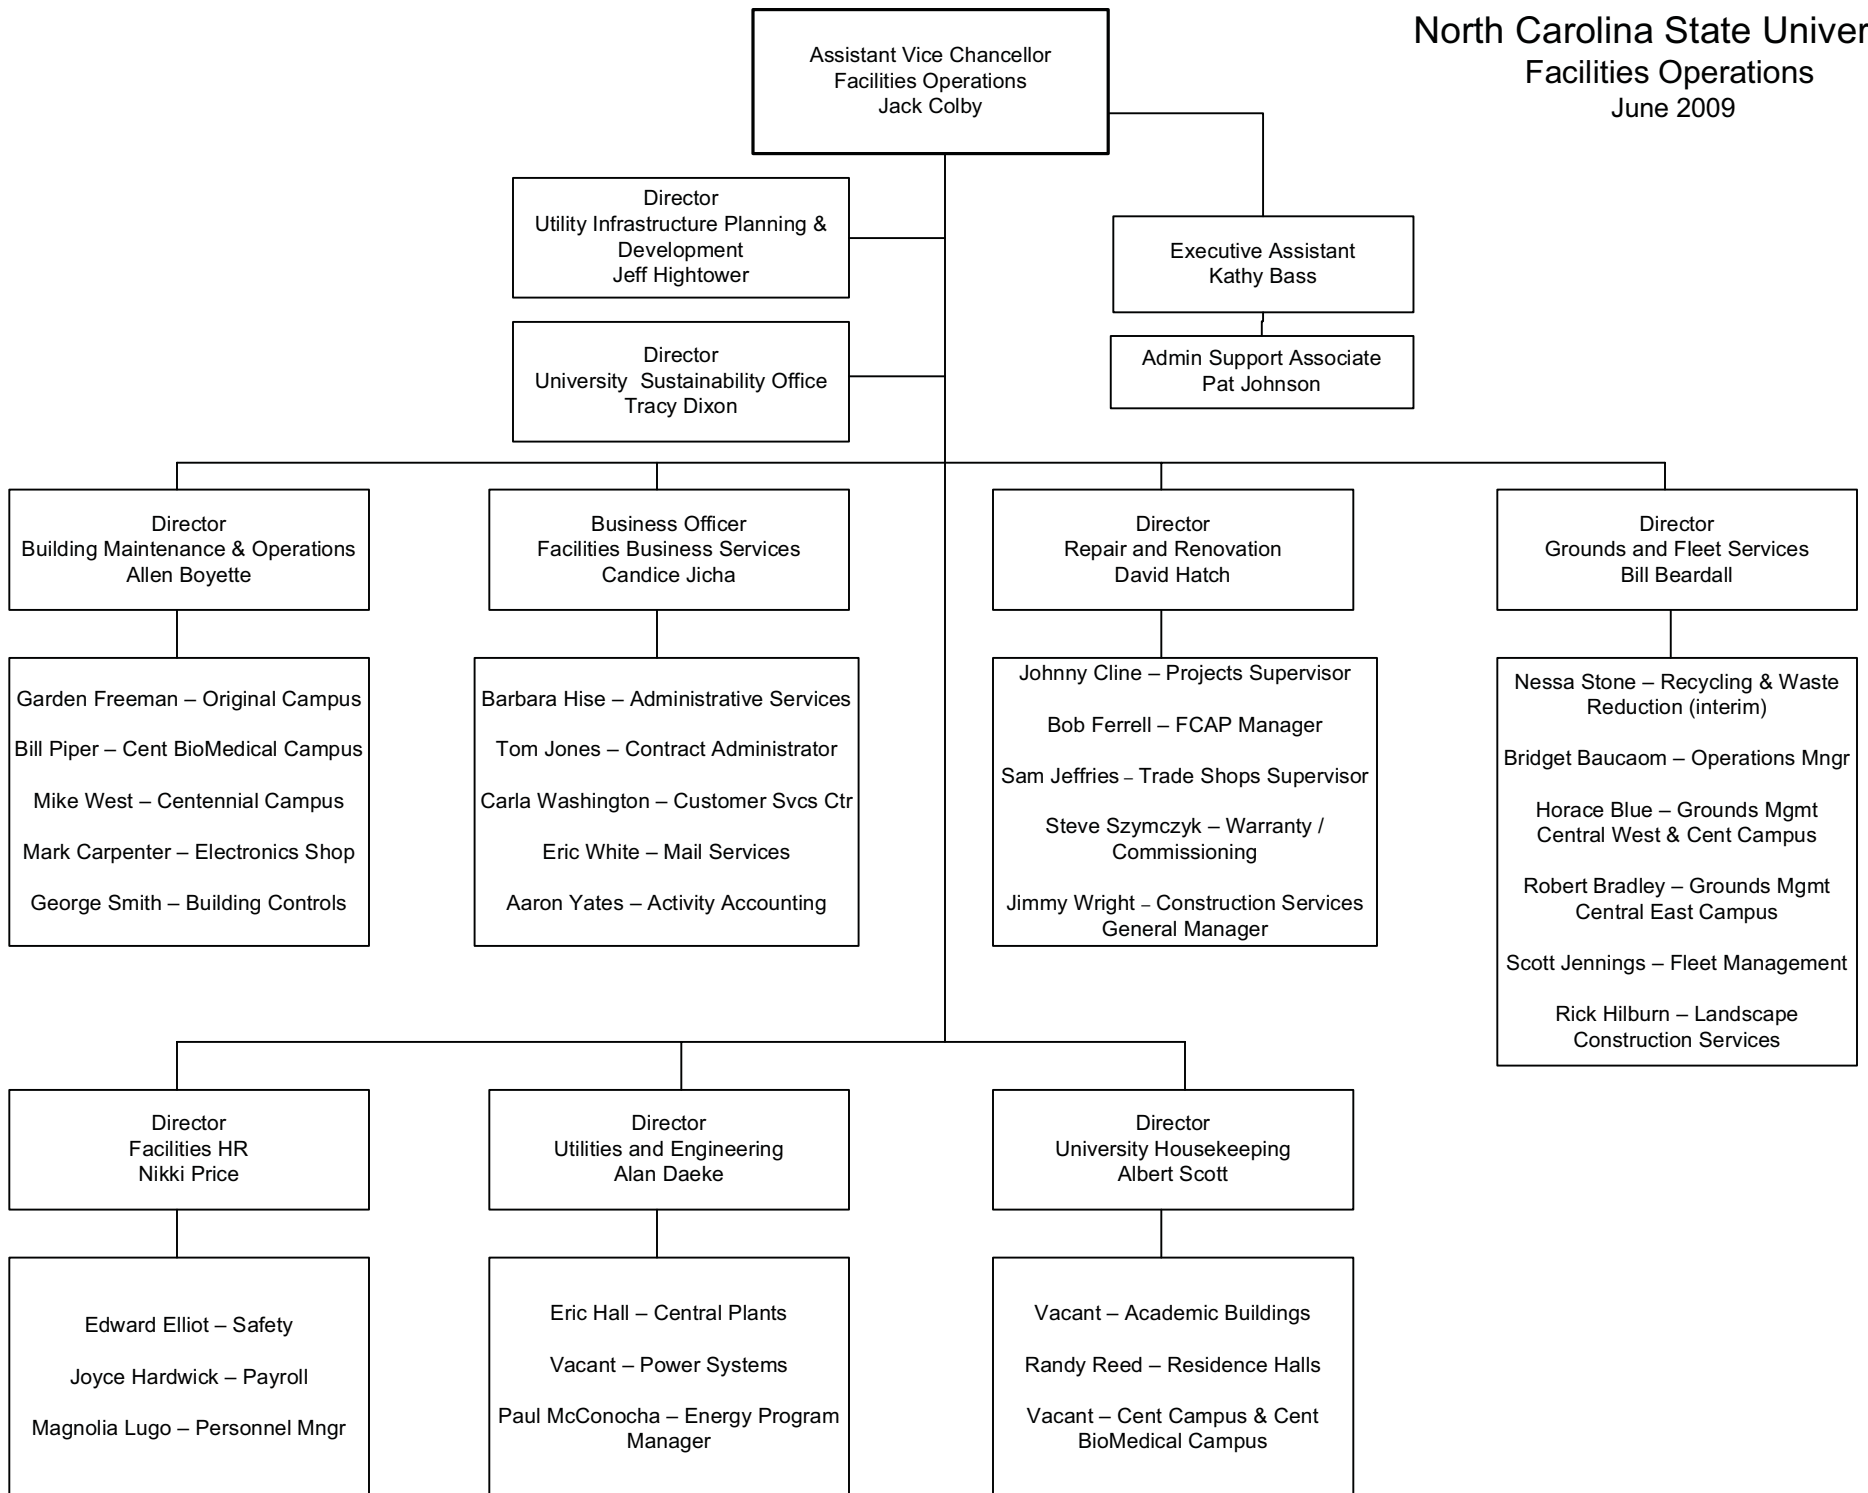 Assistant Vice Chancellor
Facilities Operations
Jack Colby
North Carolina State Univer
Facilities Operations
June 2009
Director
Utility Infrastructure Planning &
Development
Jeff Hightower
Executive Assistant
Kathy Bass
Director
University  Sustainability Office
Tracy Dixon
Admin Support Associate
Pat Johnson
Director
Building Maintenance & Operations
Allen Boyette
Business Officer
Facilities Business Services
Candice Jicha
Director
Repair and Renovation
David Hatch
Director
Grounds and Fleet Services
Bill Beardall
Garden Freeman – Original Campus
Bill Piper – Cent BioMedical Campus
Mike West – Centennial Campus
Mark Carpenter – Electronics Shop
George Smith – Building Controls
Barbara Hise – Administrative Services
Tom Jones – Contract Administrator
Carla Washington – Customer Svcs Ctr
Eric White – Mail Services
Aaron Yates – Activity Accounting
Johnny Cline – Projects Supervisor
Bob Ferrell – FCAP Manager
Sam Jeffries – Trade Shops Supervisor
Steve Szymczyk – Warranty /
Commissioning
Jimmy Wright – Construction Services
General Manager
Nessa Stone – Recycling & Waste
Reduction (interim)
Bridget Baucaom – Operations Mngr
Horace Blue – Grounds Mgmt
Central West & Cent Campus
Robert Bradley – Grounds Mgmt
Central East Campus
Scott Jennings – Fleet Management
Rick Hilburn – Landscape
Construction Services
Director
Facilities HR
Nikki Price
Director
Utilities and Engineering
Alan Daeke
Director
University Housekeeping
Albert Scott
Edward Elliot – Safety
Joyce Hardwick – Payroll
Magnolia Lugo – Personnel Mngr
Eric Hall – Central Plants
Vacant – Power Systems
Paul McConocha – Energy Program
Manager
Vacant – Academic Buildings
Randy Reed – Residence Halls
Vacant – Cent Campus & Cent
BioMedical Campus